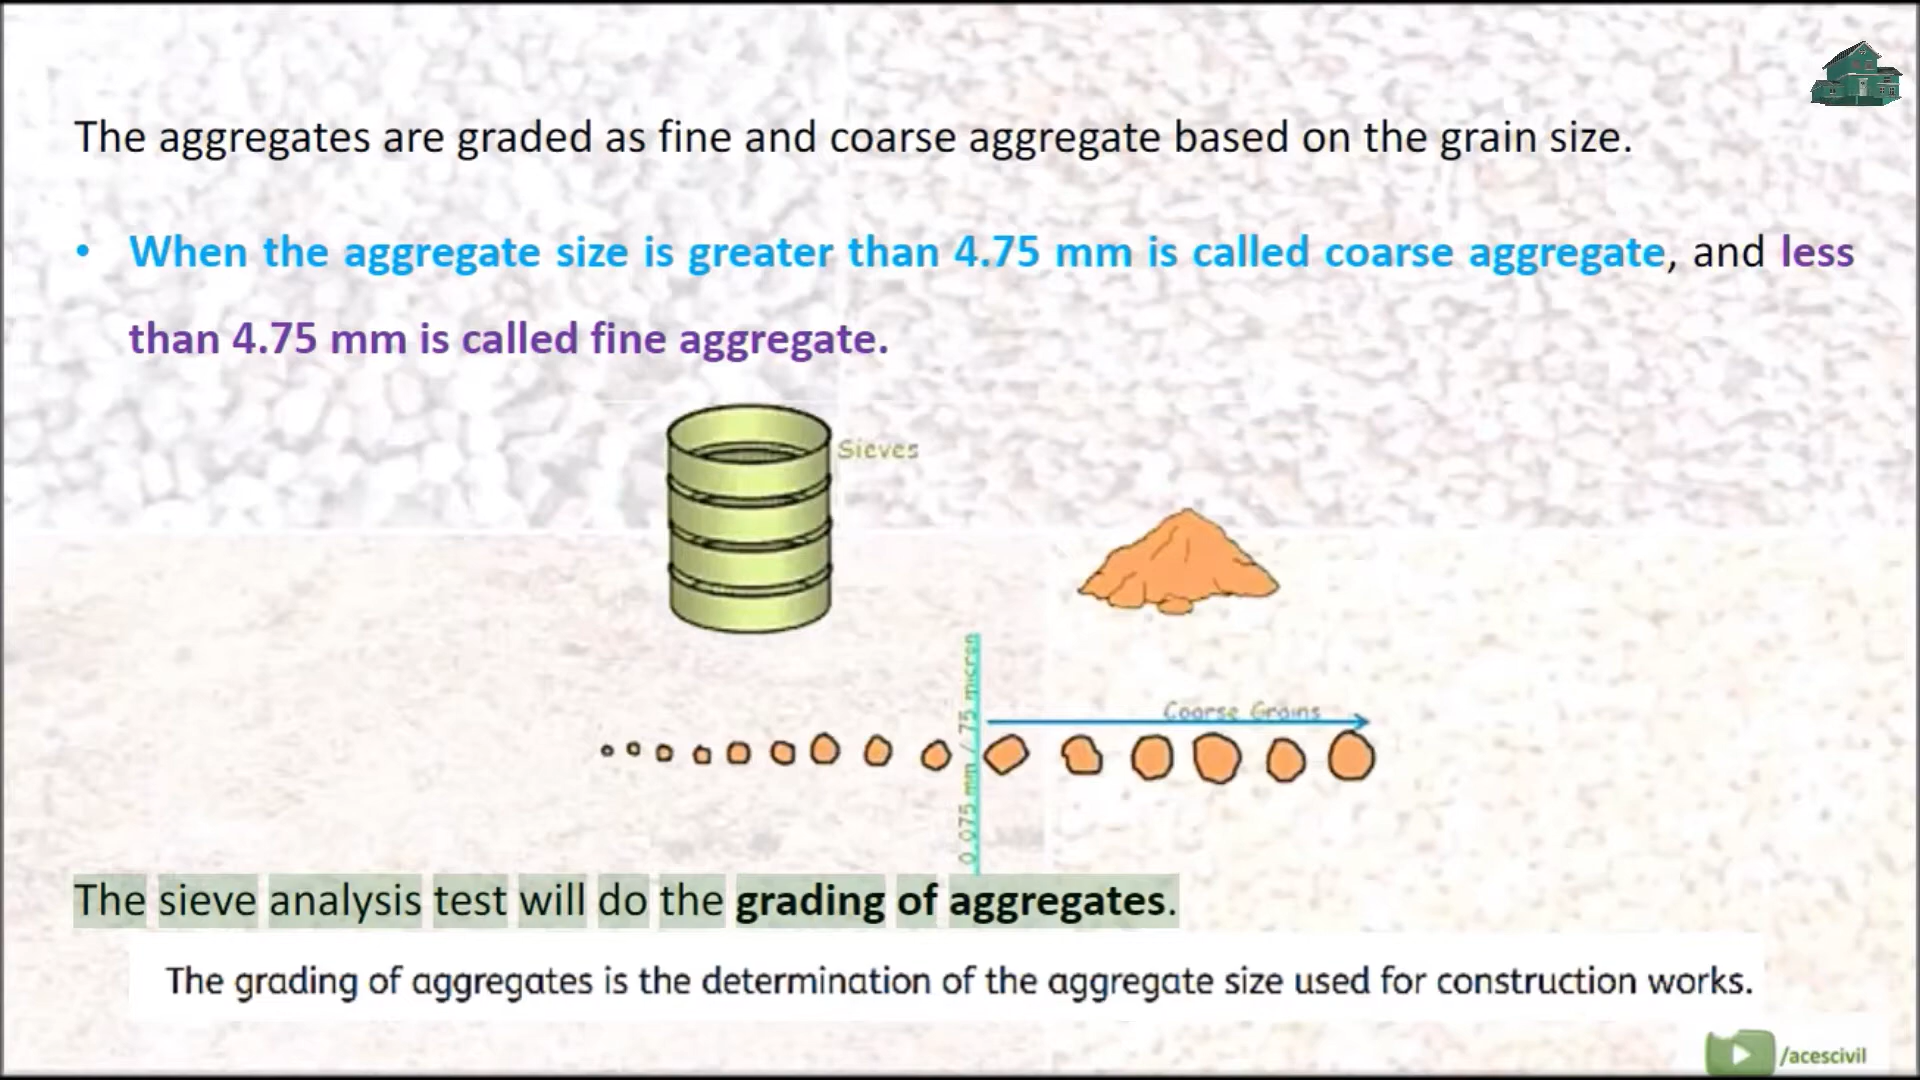 The aggregates are graded as fine and coarse aggregate based on the grain size.
• When the aggregate size is greater than 4.75 mm is called coarse aggregate, and less
than 4.75 mm is called fine aggregate.
Sieves
0.075 mm / 75 micron
Coarse Grains
The sieve analysis test will do the grading of aggregates.
The grading of aggregates is the determination of the aggregate size used for construction works.
/acescivil